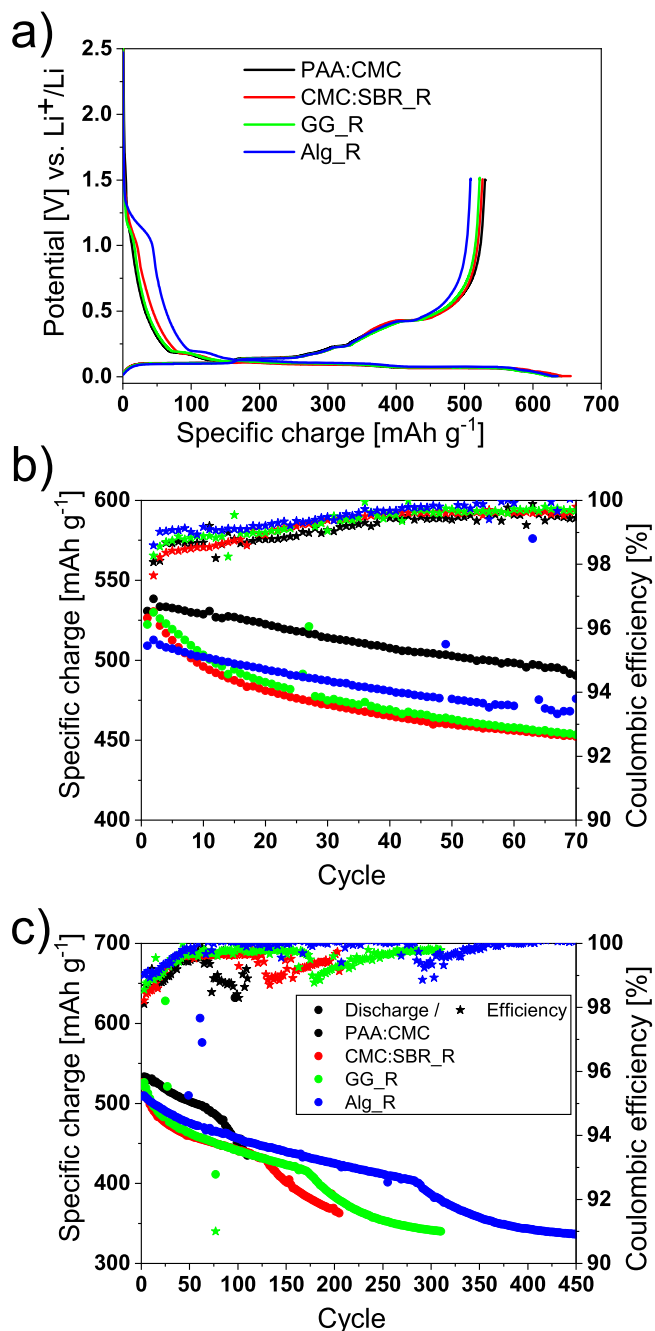 a)
2.5
2.0
1.5
1.0
0.5
0.0
Potential [V] vs. Li+/Li
PAA:CMC
CMC:SBR_R
GG_R
Alg_R
0 100 200 300 400 500 600 700
Specific charge [mAh g-1]
b)
600
550
500
450
400
Specific charge [mAh g-1]
100
98
96
94
92
90
Coulombic efficiency [%]
0 10 20 30 40 50 60 70
Cycle
c)
700
600
500
400
300
Specific charge [mAh g-1]
Discharge / Efficiency
PAA:CMC
CMC:SBR_R
GG_R
Alg_R
100
98
96
94
92
90
Coulombic efficiency [%]
0 50 100 150 200 250 300 350 400 450
Cycle